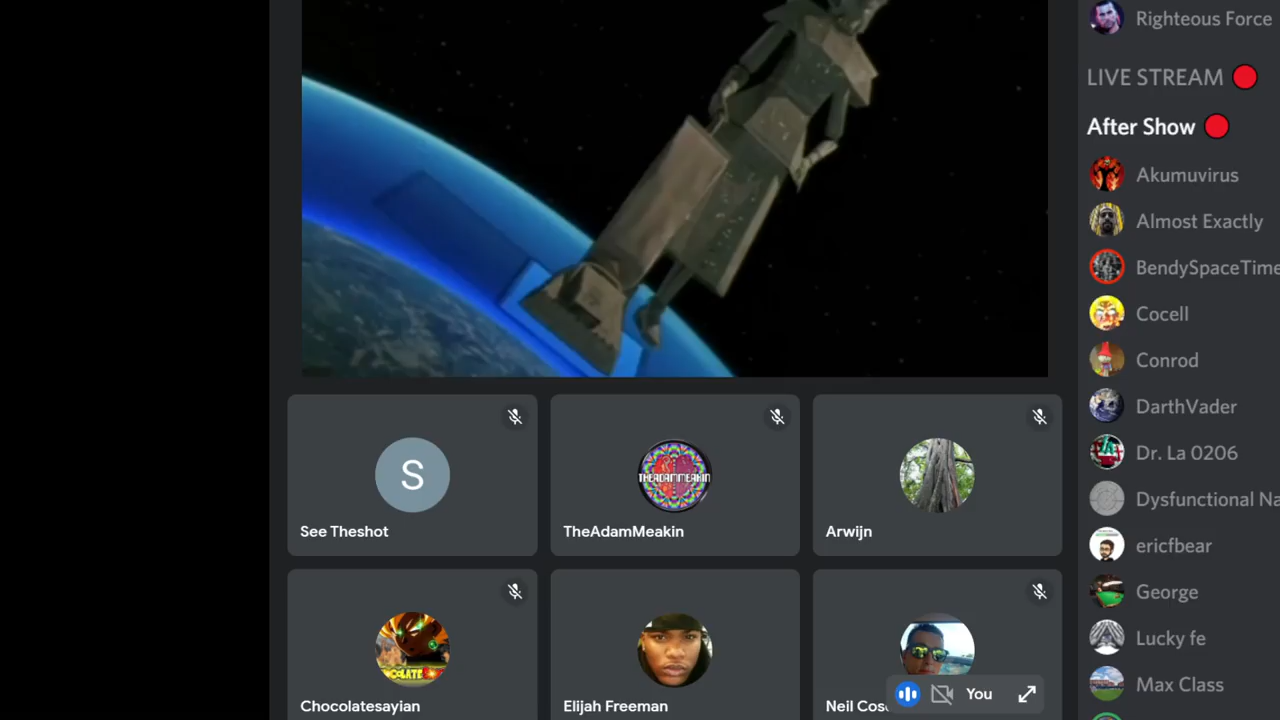 Righteous Force
LIVE STREAM
After Show
Akumuvirus
Almost Exactly
BendySpaceTime
Cocell
Conrod
DarthVader
Dr. La 0206
Dysfunctional Na
ericfbear
George
Lucky fe
Max Class
S
See Theshot
THEADAMMEAKIN
TheAdamMeakin
Arwijn
Chocolatesayian
Elijah Freeman
Neil Cos
You